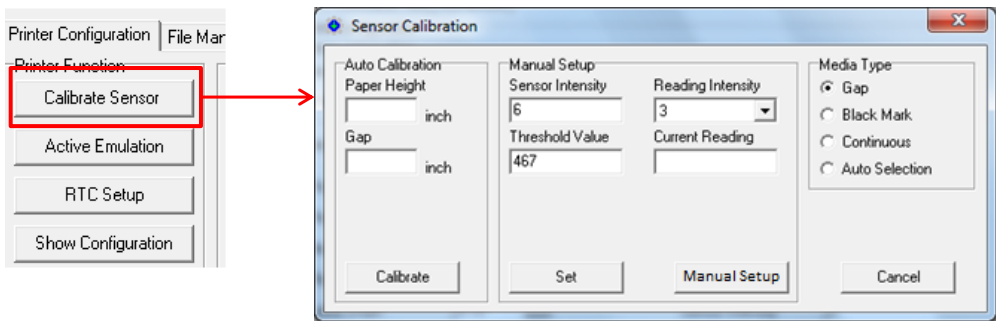 Printer Configuration
File Mar
Printer Function
Calibrate Sensor
Active Emulation
RTC Setup
Show Configuration
Sensor Calibration
Auto Calibration
Paper Height
inch
Gap
inch
Calibrate
Manual Setup
Sensor Intensity
Reading Intensity
6
3
Threshold Value
Current Reading
467
Set
Manual Setup
Media Type
Gap
Black Mark
Continuous
Auto Selection
Cancel